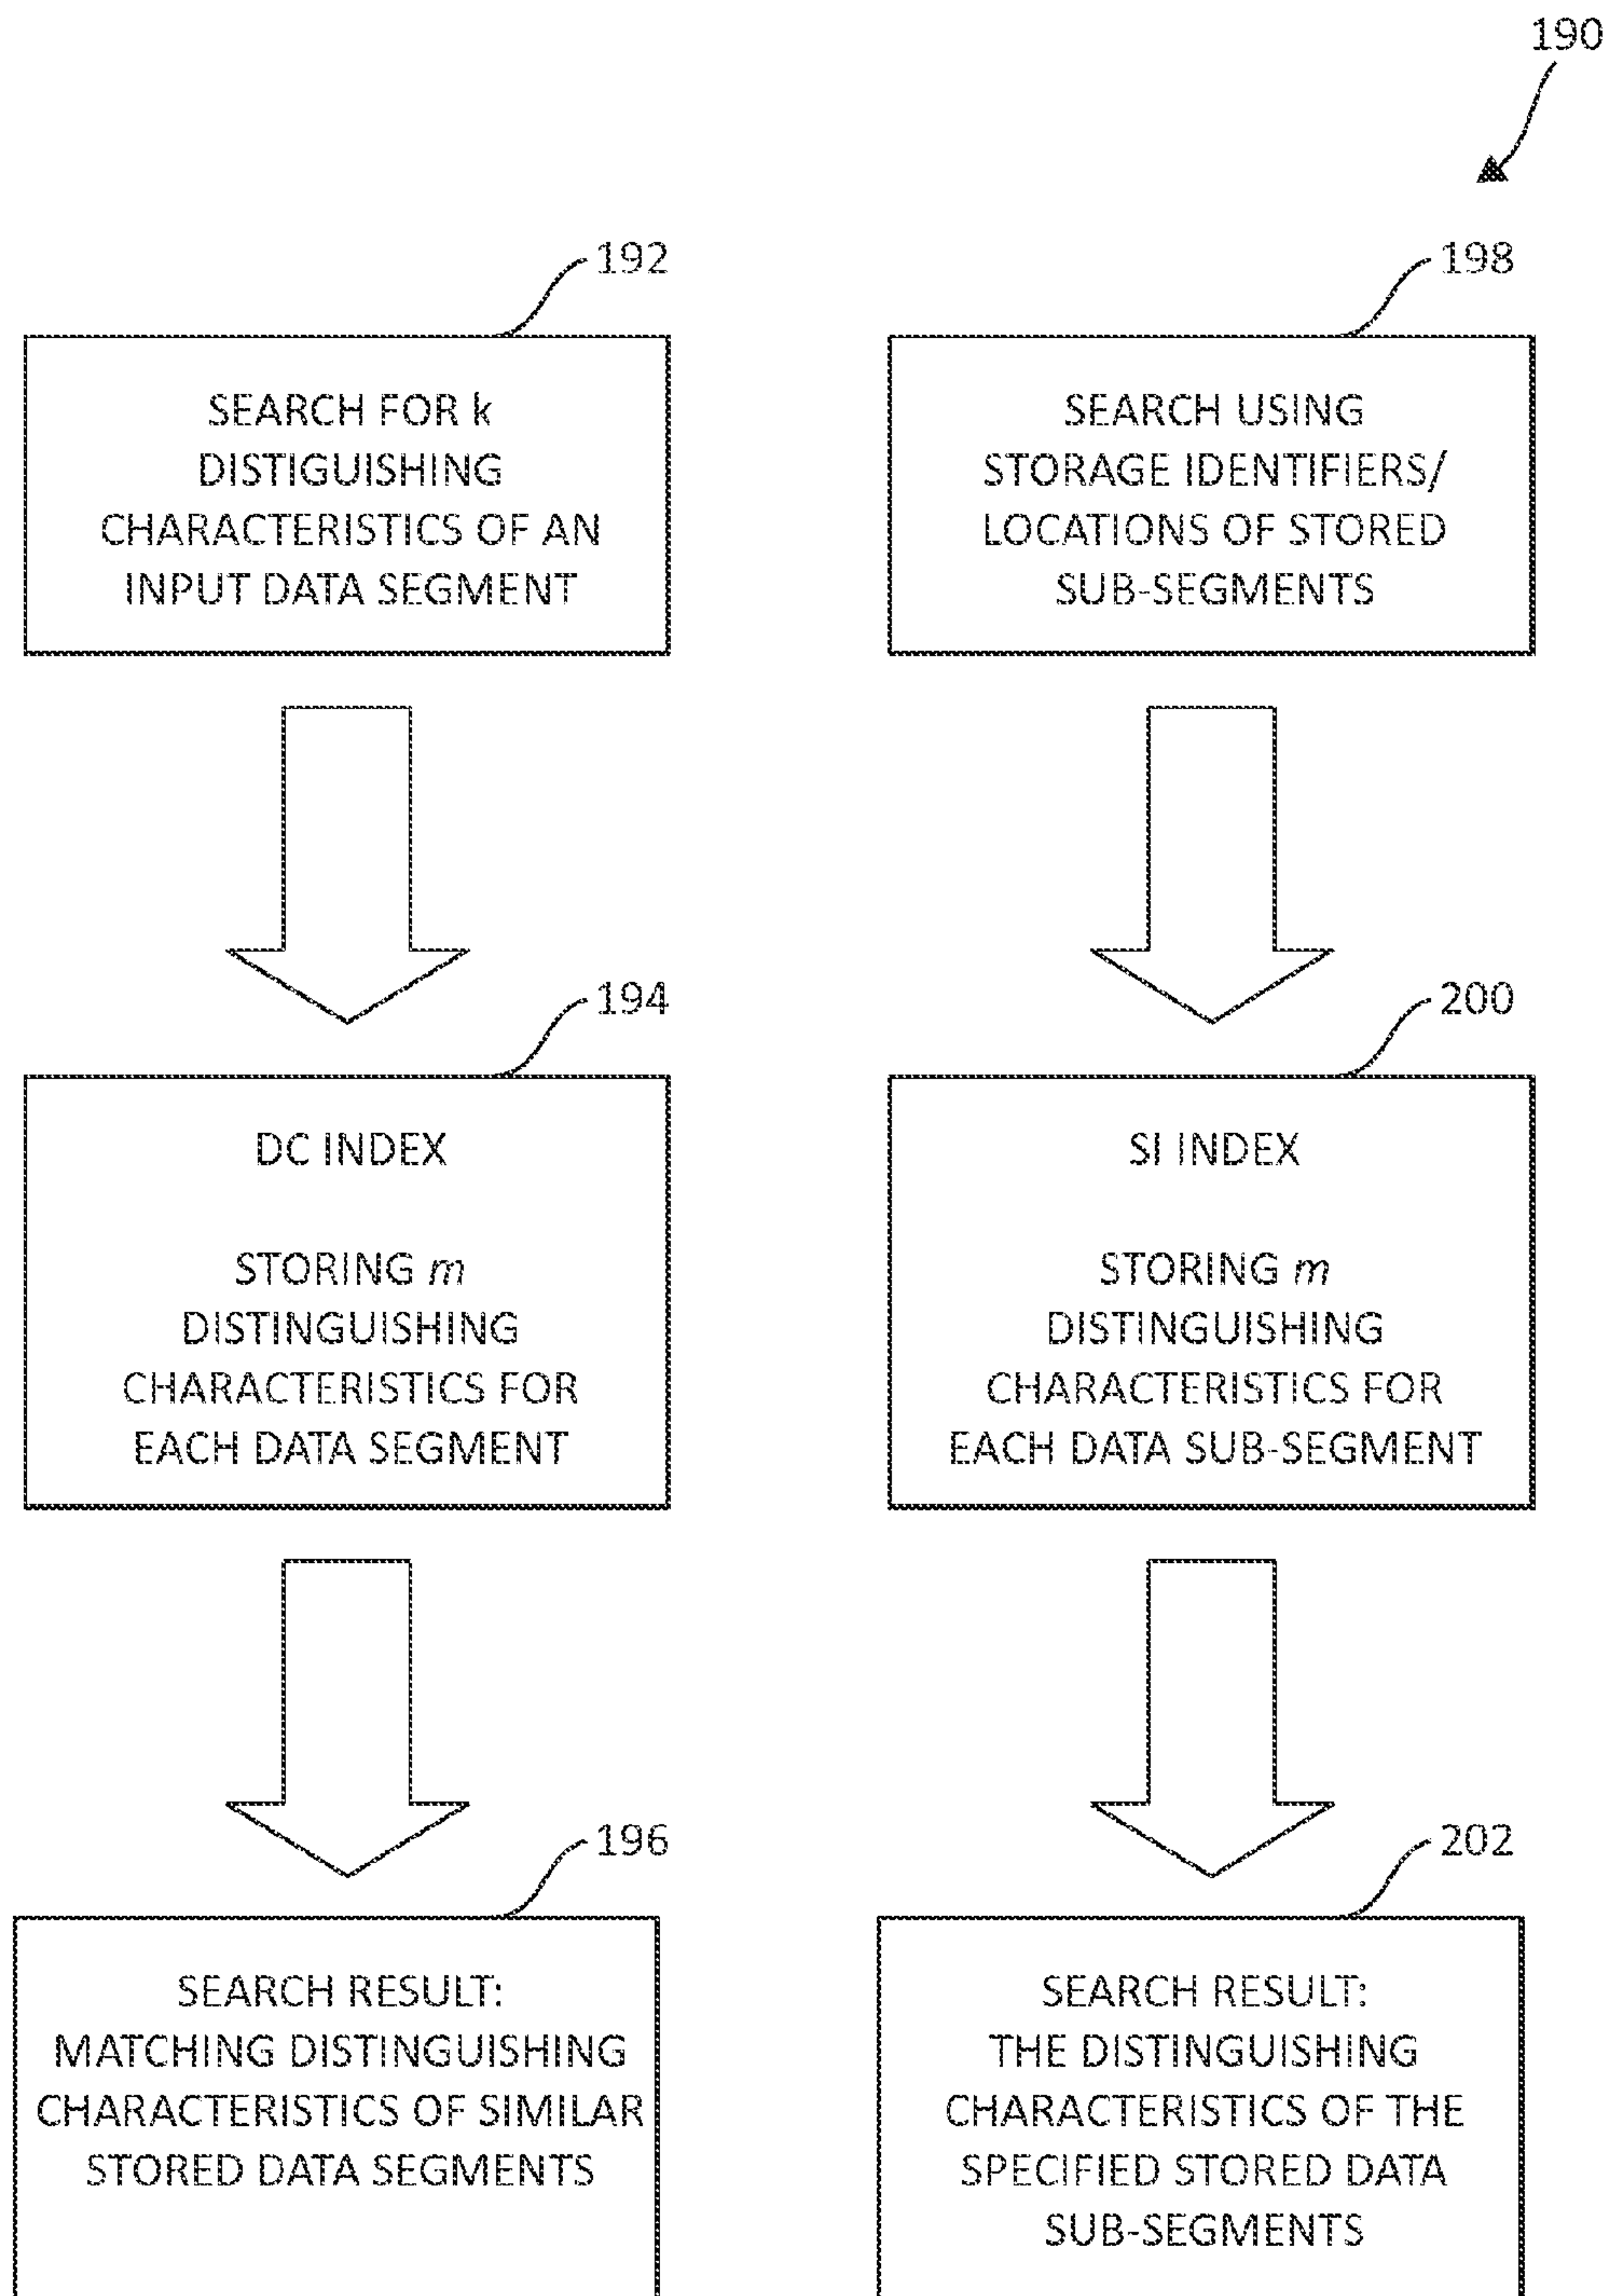 190
192
SEARCH FOR k
DISTIGUISHING
CHARACTERISTICS OF AN
INPUT DATA SEGMENT
198
SEARCH USING
STORAGE IDENTIFIERS/
LOCATIONS OF STORED
SUB-SEGMENTS
194
DC INDEX
STORING m
DISTINGUISHING
CHARACTERISTICS FOR
EACH DATA SEGMENT
200
SI INDEX
STORING m
DISTINGUISHING
CHARACTERISTICS FOR
EACH DATA SUB-SEGMENT
196
SEARCH RESULT:
MATCHING DISTINGUISHING
CHARACTERISTICS OF SIMILAR
STORED DATA SEGMENTS
202
SEARCH RESULT:
THE DISTINGUISHING
CHARACTERISTICS OF THE
SPECIFIED STORED DATA
SUB-SEGMENTS